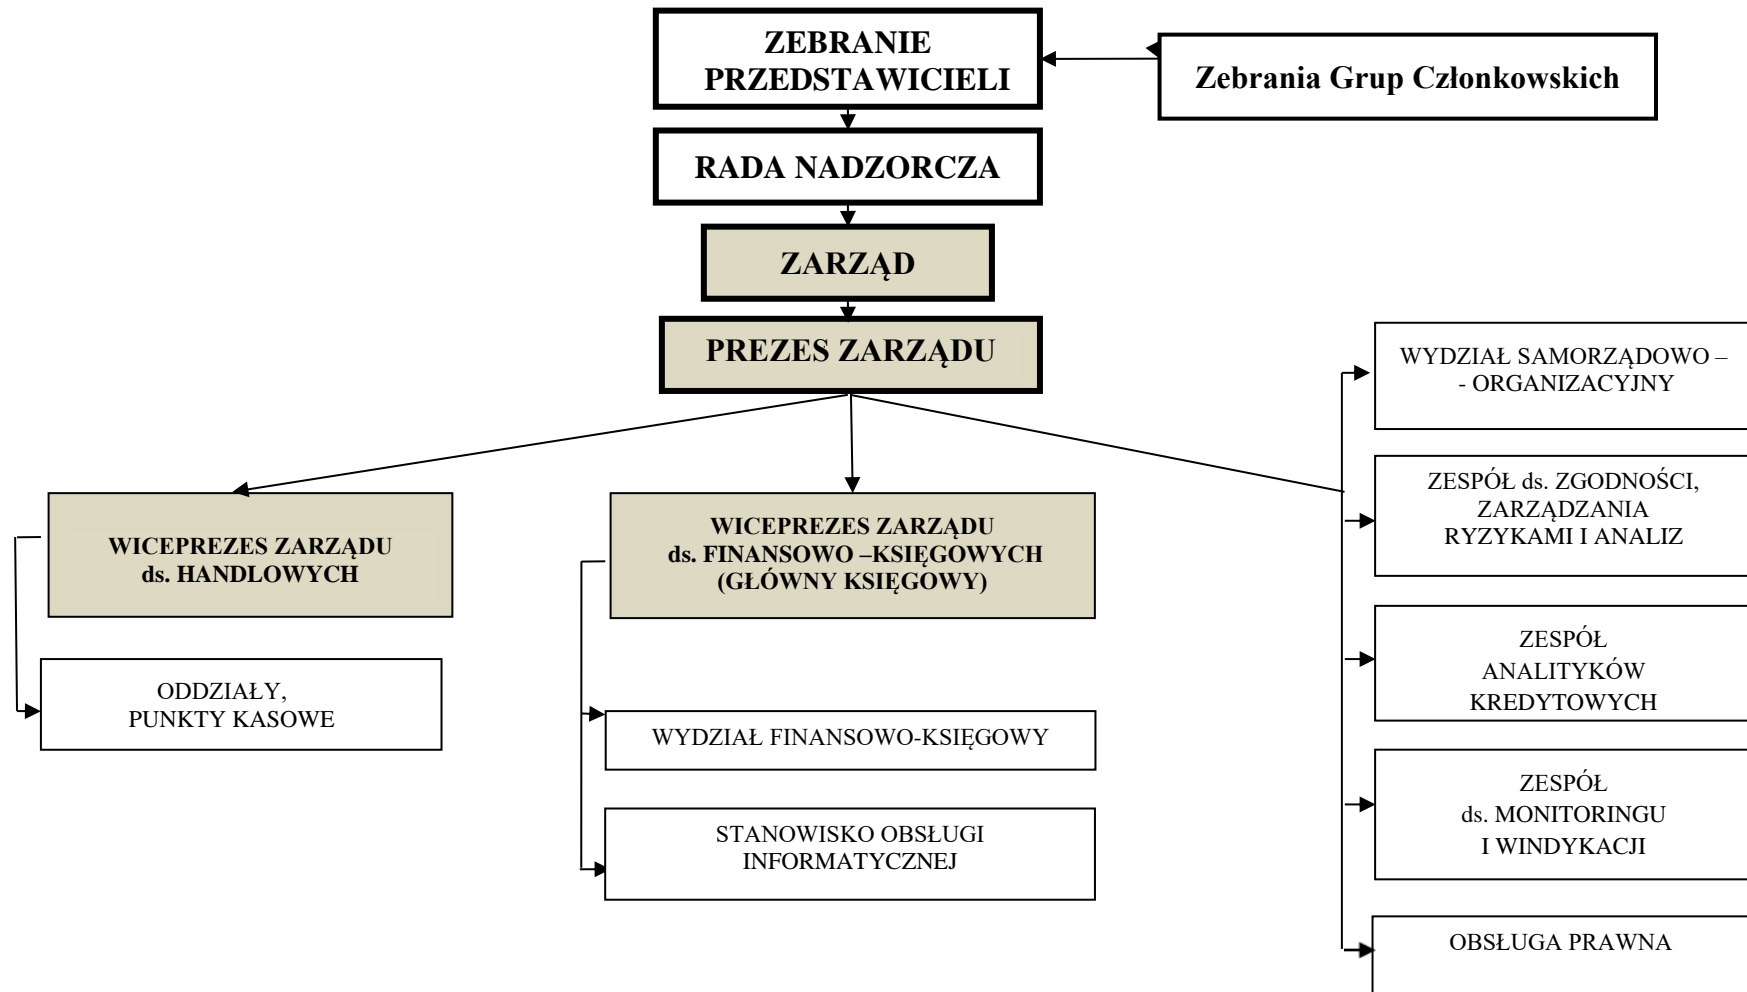 ZEBRANIE
PRZEDSTAWICIELI
Zebrania Grup Członkowskich
RADA NADZORCZA
ZARZĄD
PREZES ZARZĄDU
WICEPREZES ZARZĄDU
ds. HANDLOWYCH
ODDZIAŁY,
PUNKTY KASOWE
WICEPREZES ZARZĄDU
ds. FINANSOWO –KSIĘGOWYCH
(GŁÓWNY KSIĘGOWY)
WYDZIAŁ FINANSOWO-KSIĘGOWY
STANOWISKO OBSŁUGI
INFORMATYCZNEJ
WYDZIAŁ SAMORZĄDOWO –
- ORGANIZACYJNY
ZESPÓŁ ds. ZGODNOŚCI,
ZARZĄDZANIA
RYZYKAMI I ANALIZ
ZESPÓŁ
ANALITYKÓW
KREDYTOWYCH
ZESPÓŁ
ds. MONITORINGU
I WINDYKACJI
OBSŁUGA PRAWNA